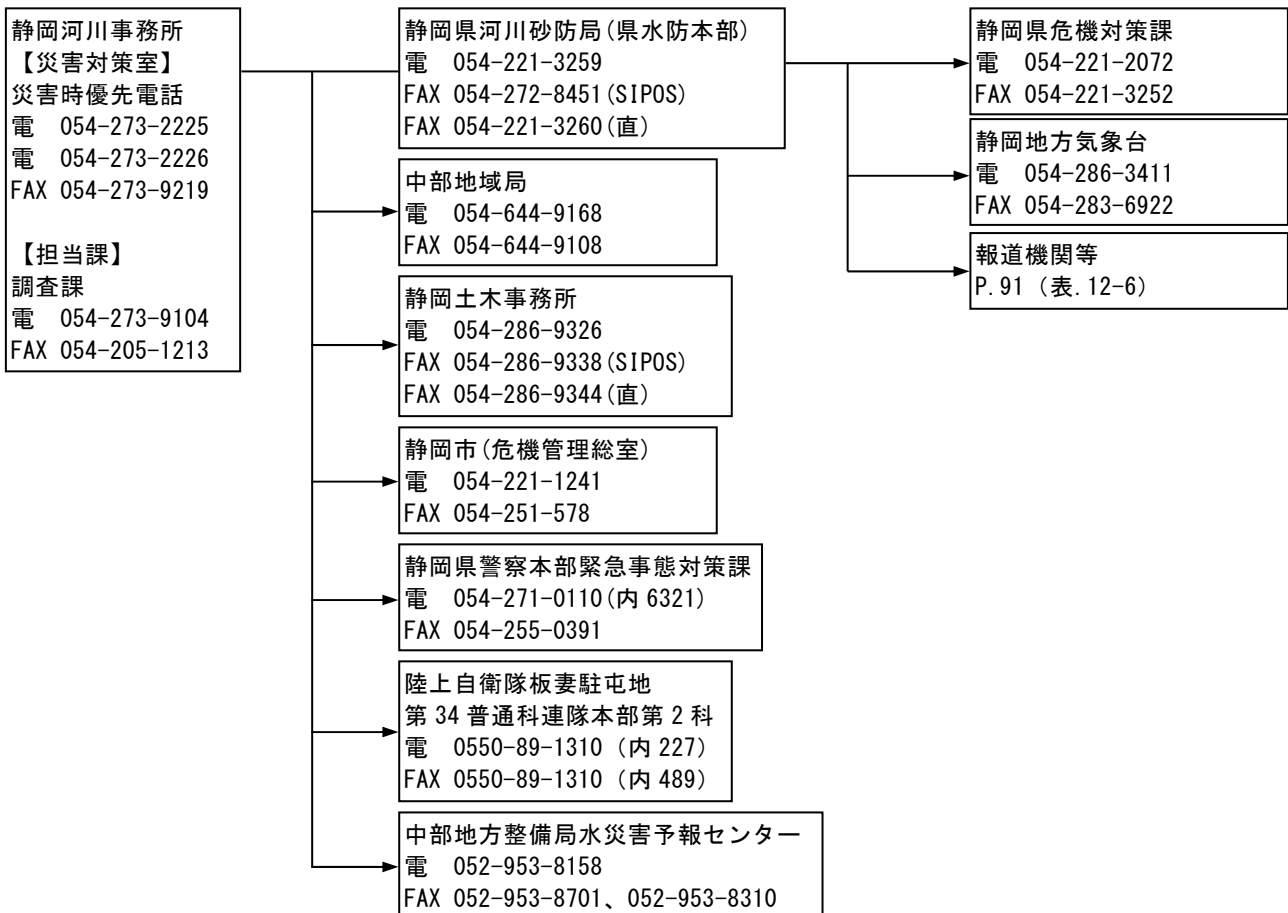 静岡河川事務所
【災害対策室】
災害時優先電話
電 054-273-2225
電 054-273-2226
FAX 054-273-9219
【担当課】
調査課
電 054-273-9104
FAX 054-205-1213
静岡県河川砂防局(県水防本部)
電 054-221-3259
FAX 054-272-8451(SIPOS)
FAX 054-221-3260(直)
中部地域局
電 054-644-9168
FAX 054-644-9108
静岡土木事務所
電 054-286-9326
FAX 054-286-9338(SIPOS)
FAX 054-286-9344(直)
静岡市(危機管理総室)
電 054-221-1241
FAX 054-251-578
静岡県警察本部緊急事態対策課
電 054-271-0110(内 6321)
FAX 054-255-0391
陸上自衛隊板妻駐屯地
第 34 普通科連隊本部第 2 科
電 0550-89-1310 (内 227)
FAX 0550-89-1310 (内 489)
中部地方整備局水災害予報センター
電 052-953-8158
FAX 052-953-8701、052-953-8310
静岡県危機対策課
電 054-221-2072
FAX 054-221-3252
静岡地方気象台
電 054-286-3411
FAX 054-283-6922
報道機関等
P.91 (表.12-6)